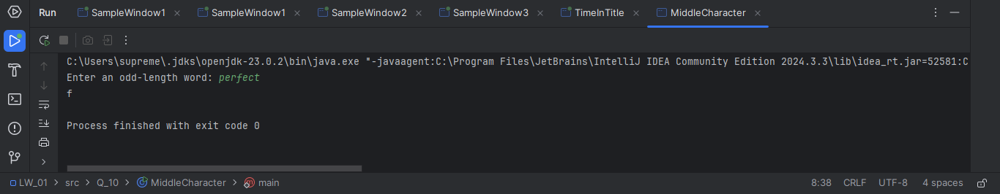 Run SampleWindow1 SampleWindow1 SampleWindow2 SampleWindow3 TimeInTitle MiddleCharacter
C:\Users\supreme\.jdks\openjdk-23.0.2\bin\java.exe "-javaagent:C:\Program Files\JetBrains\IntelliJ IDEA Community Edition 2024.3.3\lib\idea_rt.jar=52581:C
Enter an odd-length word: perfect
f
Process finished with exit code 0
LW_01 > src > Q_10 > MiddleCharacter > main 8:38 CRLF UTF-8 4 spaces